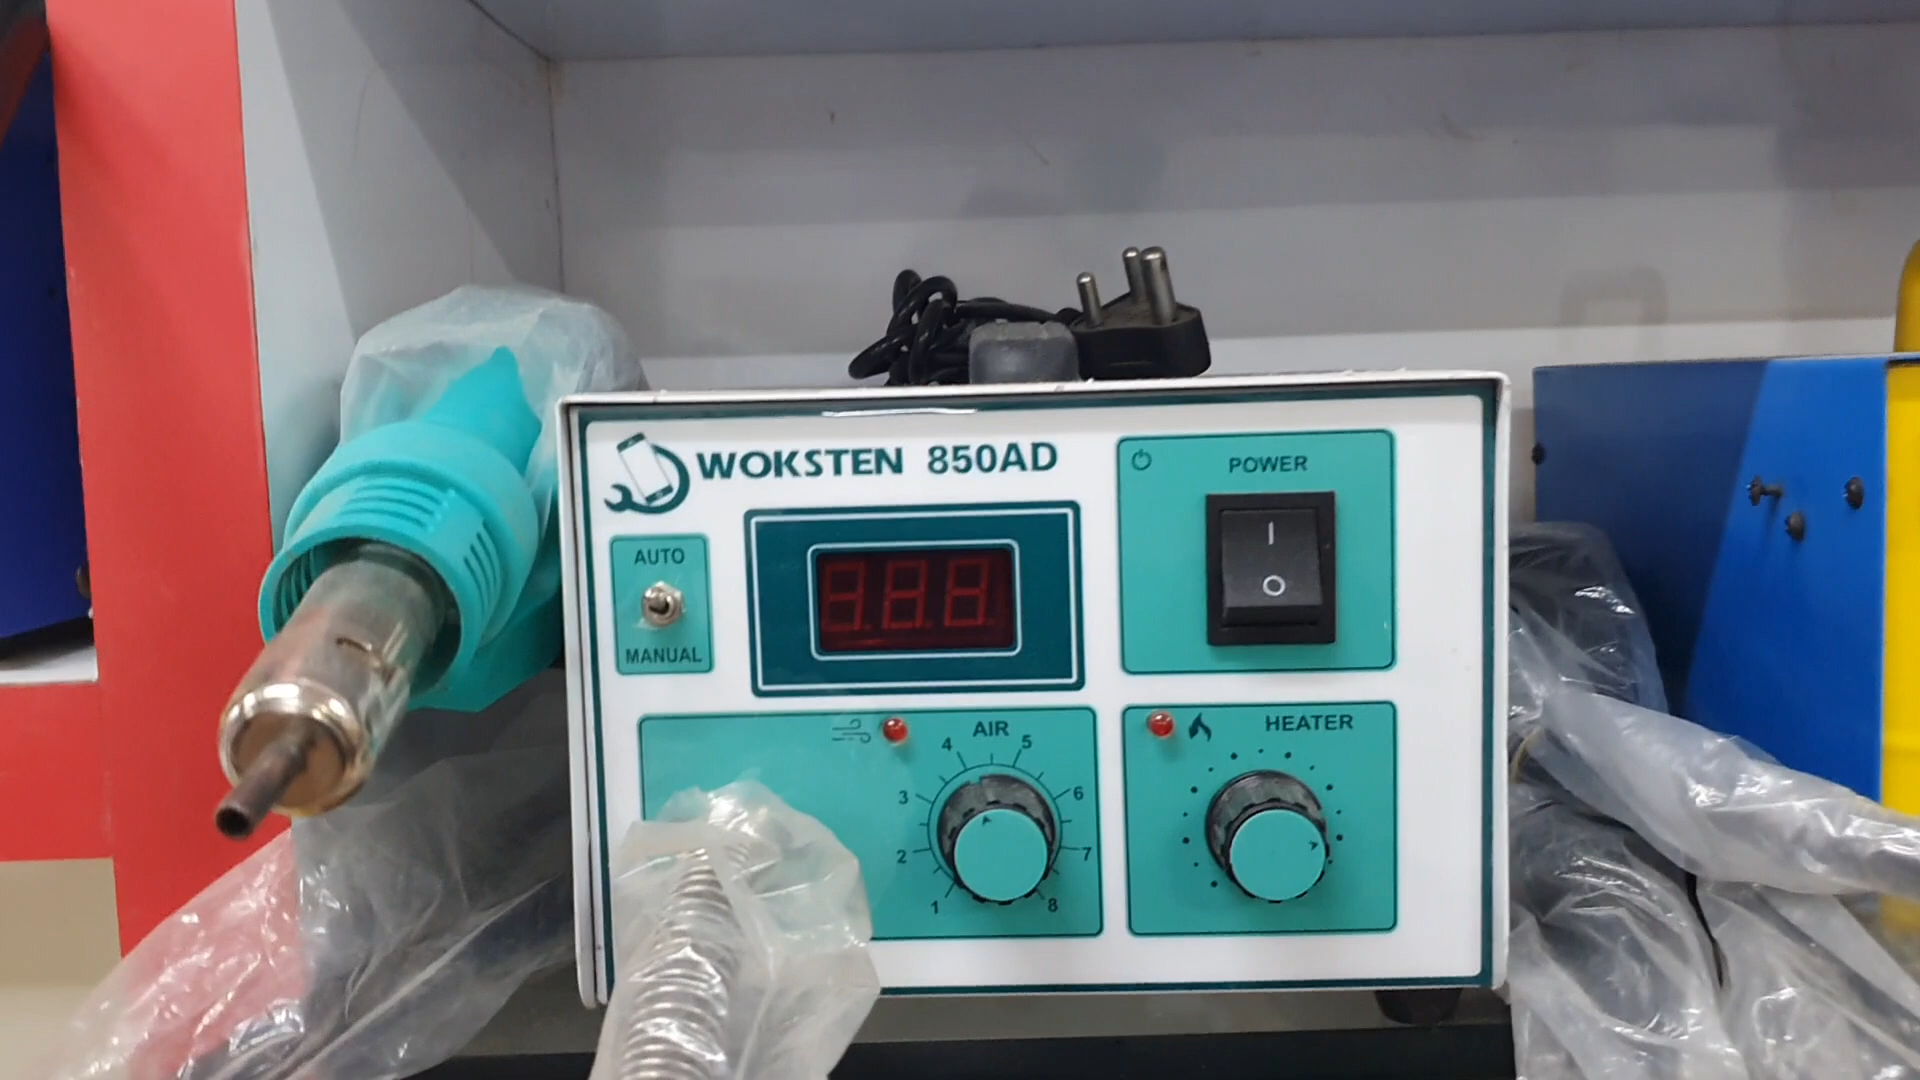 WOKSTEN 850AD
AUTO
MANUAL
888
POWER
I
O
AIR
1
2
3
4
5
6
7
8
HEATER